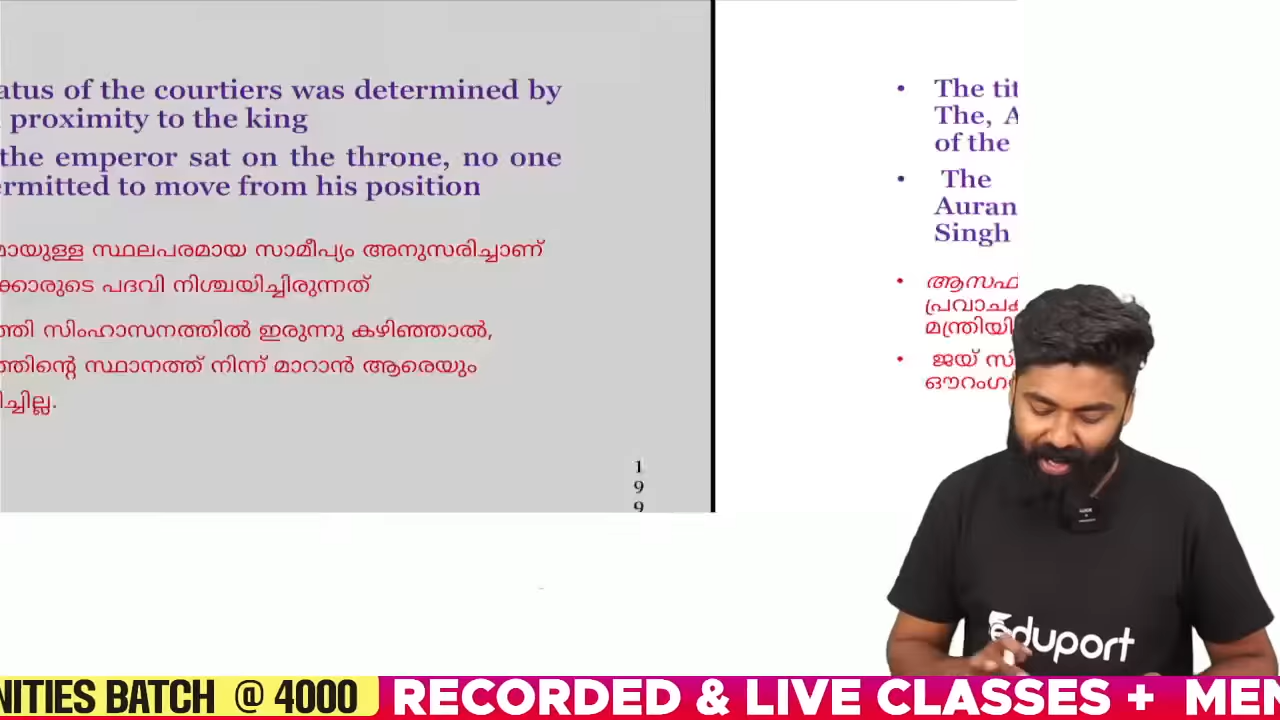 atus of the courtiers was determined by
proximity to the king
the emperor sat on the throne, no one
ermitted to move from his position
മായുള്ള സ്ഥലപരമായ സാമീപ്യം അനുസരിച്ചാണ്
ക്കാരുടെ പദവി നിശ്ചയിച്ചിരുന്നത്
ത്തി സിംഹാസനത്തിൽ ഇരുന്നു കഴിഞ്ഞാൽ,
ത്തിന്റെ സ്ഥാനത്ത് നിന്ന് മാറാൻ ആരെയും
ിച്ചില്ല.
1
9
9
• The tit
The, A
of the
• The
Auran
Singh
• ആസഫ
പ്രവാചക
മന്ത്രിയി
• ജയ് സി
ഔറംഗ
eduport
NITIES BATCH @ 4000 RECORDED & LIVE CLASSES + MEN